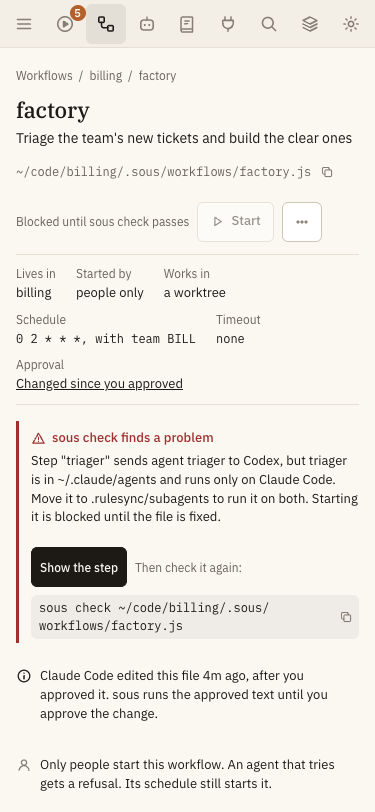 5
Workflows / billing / factory
factory
Triage the team's new tickets and build the clear ones
~/code/billing/.sous/workflows/factory.js
Blocked until sous check passes
Start
Lives in Started by Works in
billing people only a worktree
Schedule Timeout
0 2 * * *, with team BILL none
Approval
Changed since you approved
sous check finds a problem
Step "triager" sends agent triager to Codex, but triager
is in ~/.claude/agents and runs only on Claude Code.
Move it to .rulesync/subagents to run it on both. Starting
it is blocked until the file is fixed.
Show the step Then check it again:
sous check ~/code/billing/.sous/
workflows/factory.js
Claude Code edited this file 4m ago, after you
approved it. sous runs the approved text until you
approve the change.
Only people start this workflow. An agent that tries
gets a refusal. Its schedule still starts it.